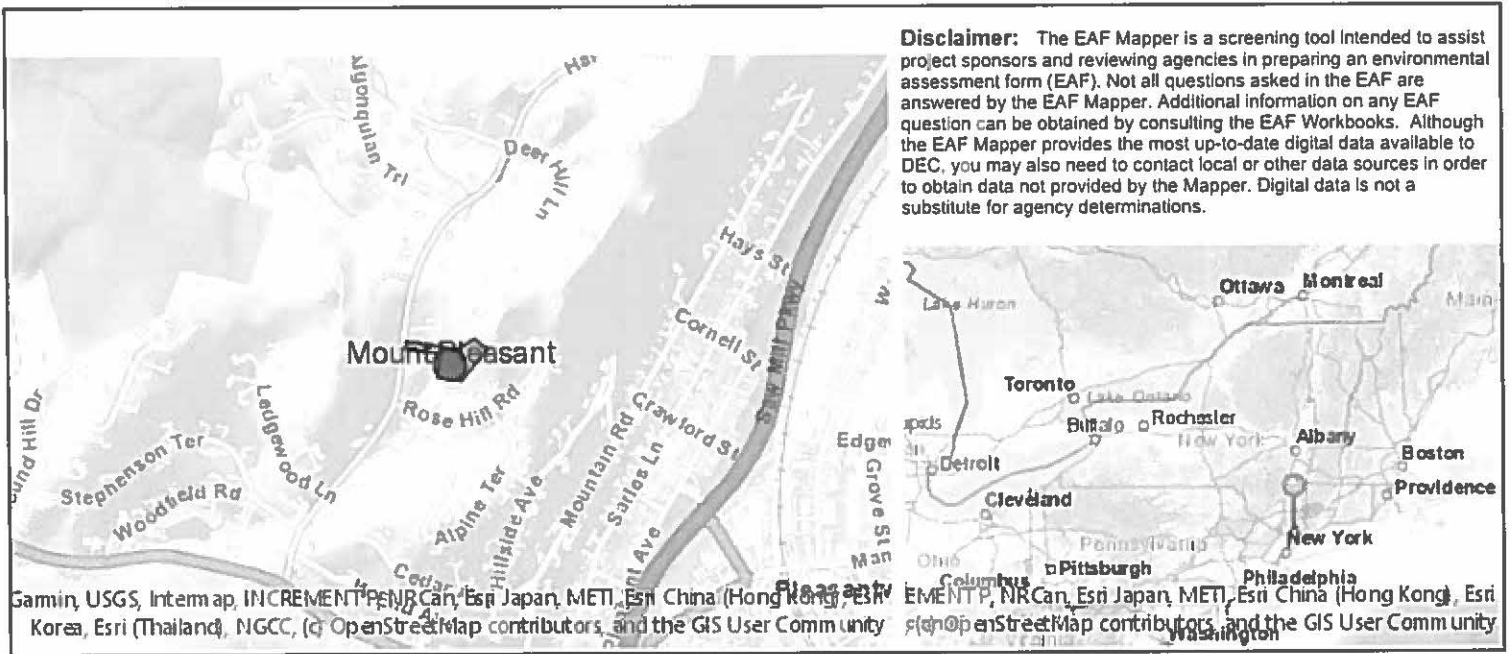 Disclaimer: The EAF Mapper is a screening tool intended to assist
project sponsors and reviewing agencies in preparing an environmental
assessment form (EAF). Not all questions asked in the EAF are
answered by the EAF Mapper. Additional information on any EAF
question can be obtained by consulting the EAF Workbooks. Although
the EAF Mapper provides the most up-to-date digital data available to
DEC, you may also need to contact local or other data sources in order
to obtain data not provided by the Mapper. Digital data is not a
substitute for agency determinations.
Algonquian Trl
Deer Hill Ln
Hays St
Cornell St
Saw Mill Pkwy
Mount Pleasant
Rose Hill Rd
Crawford St
Mountain Rd
Sarles Ln
Ledgewood Ln
Stephenson Ter
Woodfield Rd
Alpine Ter
Hillside Ave
Grove St
Cedar
Garmin, USGS, Intermap, INCREMENT P, NRCan, Esri Japan, METI, Esri China (Hong Kong), Esri
Korea, Esri (Thailand), NGCC, (c) OpenStreetMap contributors, and the GIS User Community
Ottawa
Montreal
Lake Huron
Toronto
Lake Ontario
Buffalo
Rochester
New York
Albany
Boston
Detroit
Providence
Cleveland
New York
Pennsylvania
Ohio
Pittsburgh
Columbus
Philadelphia
EMENT P, NRCan, Esri Japan, METI, Esri China (Hong Kong), Esri
(c) OpenStreetMap contributors, and the GIS User Community
Washington